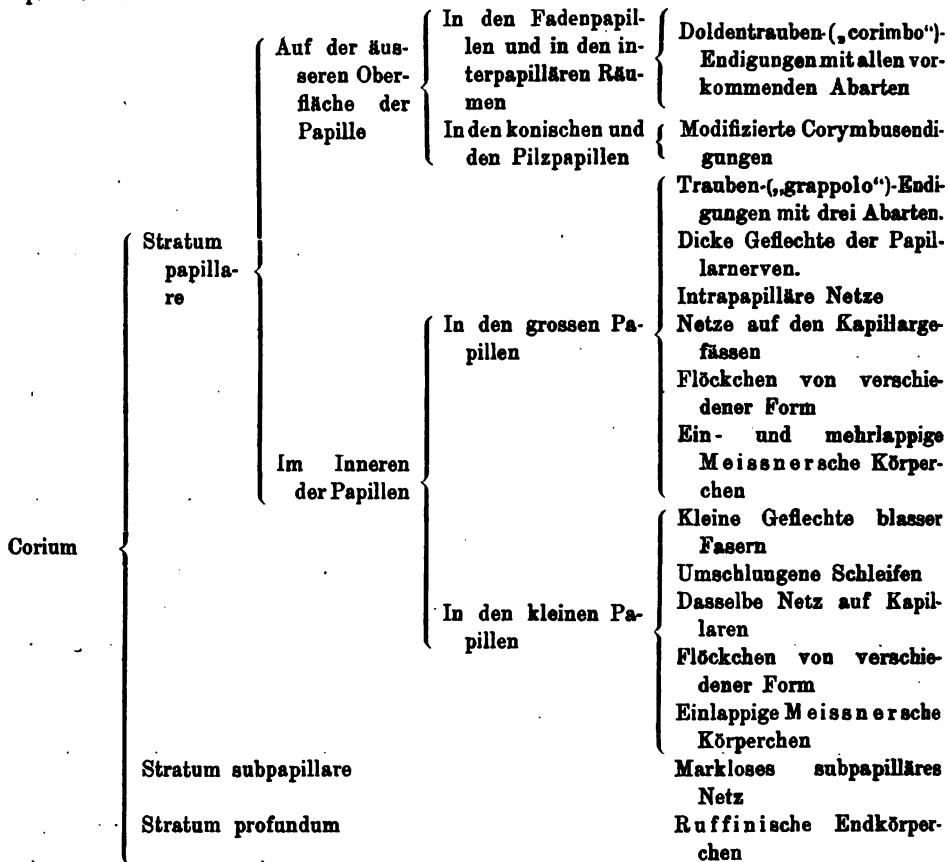 Corium
Stratum
papilla-
re
Auf der äus-
seren Ober-
fläche der
Papille
In den Fadenpapil-
len und in den in-
terpapillären Räu-
men
Doldentrauben-(„corimbo“)-
Endigungen mit allen vor-
kommenden Abarten
In den konischen und
den Pilzpapillen
Modifizierte Corymbusendi-
gungen
Im Inneren
der Papillen
In den grossen Pa-
pillen
Trauben-(„grappolo“)-Endi-
gungen mit drei Abarten.
Dicke Geflechte der Papil-
larnerven.
Intrapapilläre Netze
Netze auf den Kapillarge-
fässen
Flöckchen von verschie-
dener Form
Ein- und mehrlappige
Meissnersche Körper-
chen
In den kleinen Pa-
pillen
Kleine Geflechte blasser
Fasern
Umschlungene Schleifen
Dasselbe Netz auf Kapil-
laren
Flöckchen von verschie-
dener Form
Einlappige Meissnersche
Körperchen
Stratum subpapillare
Markloses subpapilläres
Netz
Stratum profundum
Ruffinische Endkörper-
chen